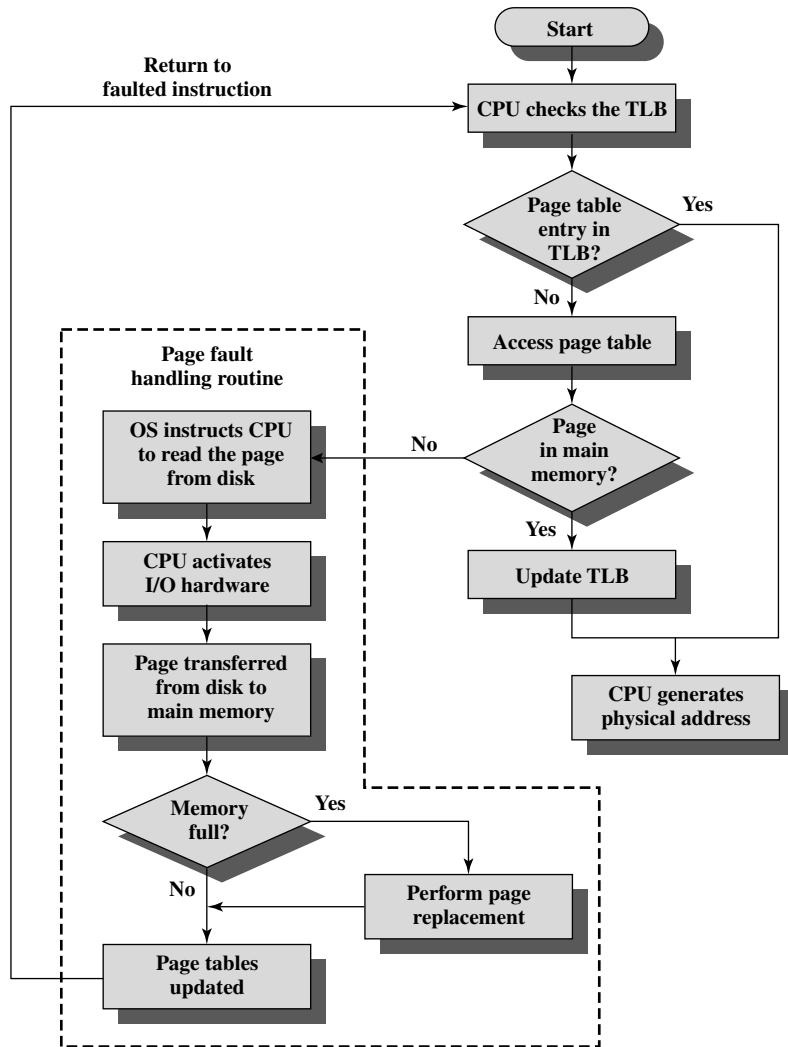 Start
Return to
faulted instruction
CPU checks the TLB
Page table
entry in
TLB?
Yes
No
Access page table
Page fault
handling routine
Page
in main
memory?
No
Yes
OS instructs CPU
to read the page
from disk
CPU activates
I/O hardware
Update TLB
Page transferred
from disk to
main memory
CPU generates
physical address
Memory
full?
Yes
No
Perform page
replacement
Page tables
updated